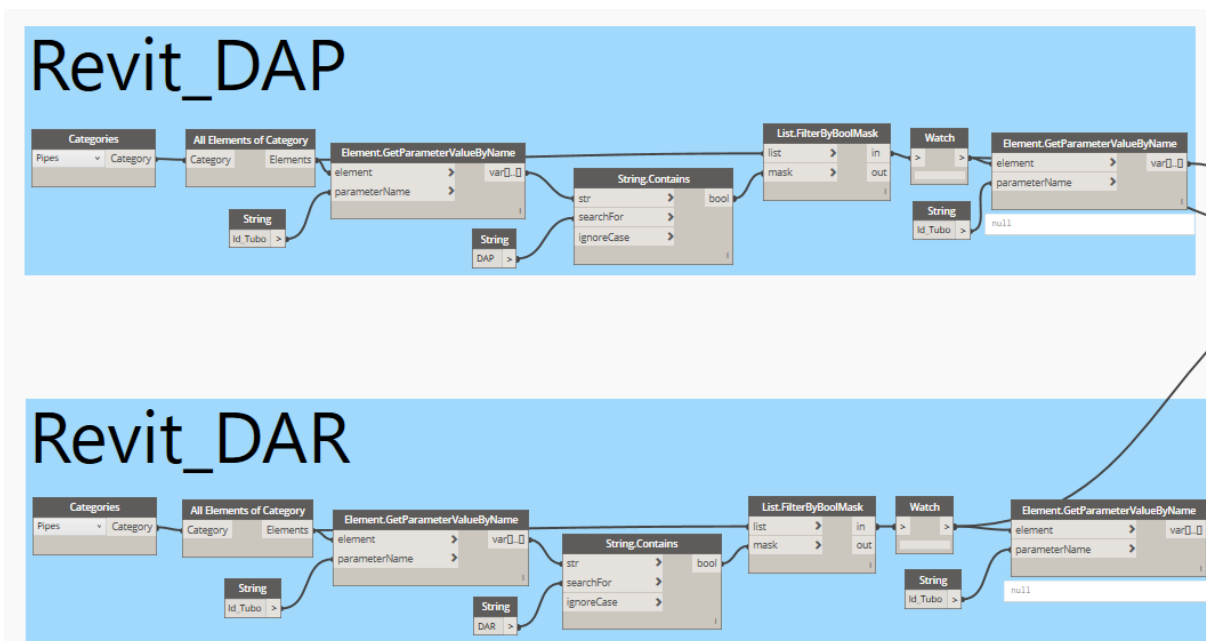 Revit_DAP
Categories
Pipes Category
All Elements of Category
Category Elements
Element.GetParameterValueByName
element > var[]..[]
parameterName >
String
Id_Tubo >
String.Contains
str > bool
searchFor >
ignoreCase >
String
DAP >
List.FilterByBoolMask
list > in
mask > out
Watch
> >
Element.GetParameterValueByName
element > var[]..[]
parameterName >
String
Id_Tubo >
null
Revit_DAR
Categories
Pipes Category
All Elements of Category
Category Elements
Element.GetParameterValueByName
element > var[]..[]
parameterName >
String
Id_Tubo >
String.Contains
str > bool
searchFor >
ignoreCase >
String
DAR >
List.FilterByBoolMask
list > in
mask > out
Watch
> >
Element.GetParameterValueByName
element > var[]..[]
parameterName >
String
Id_Tubo >
null